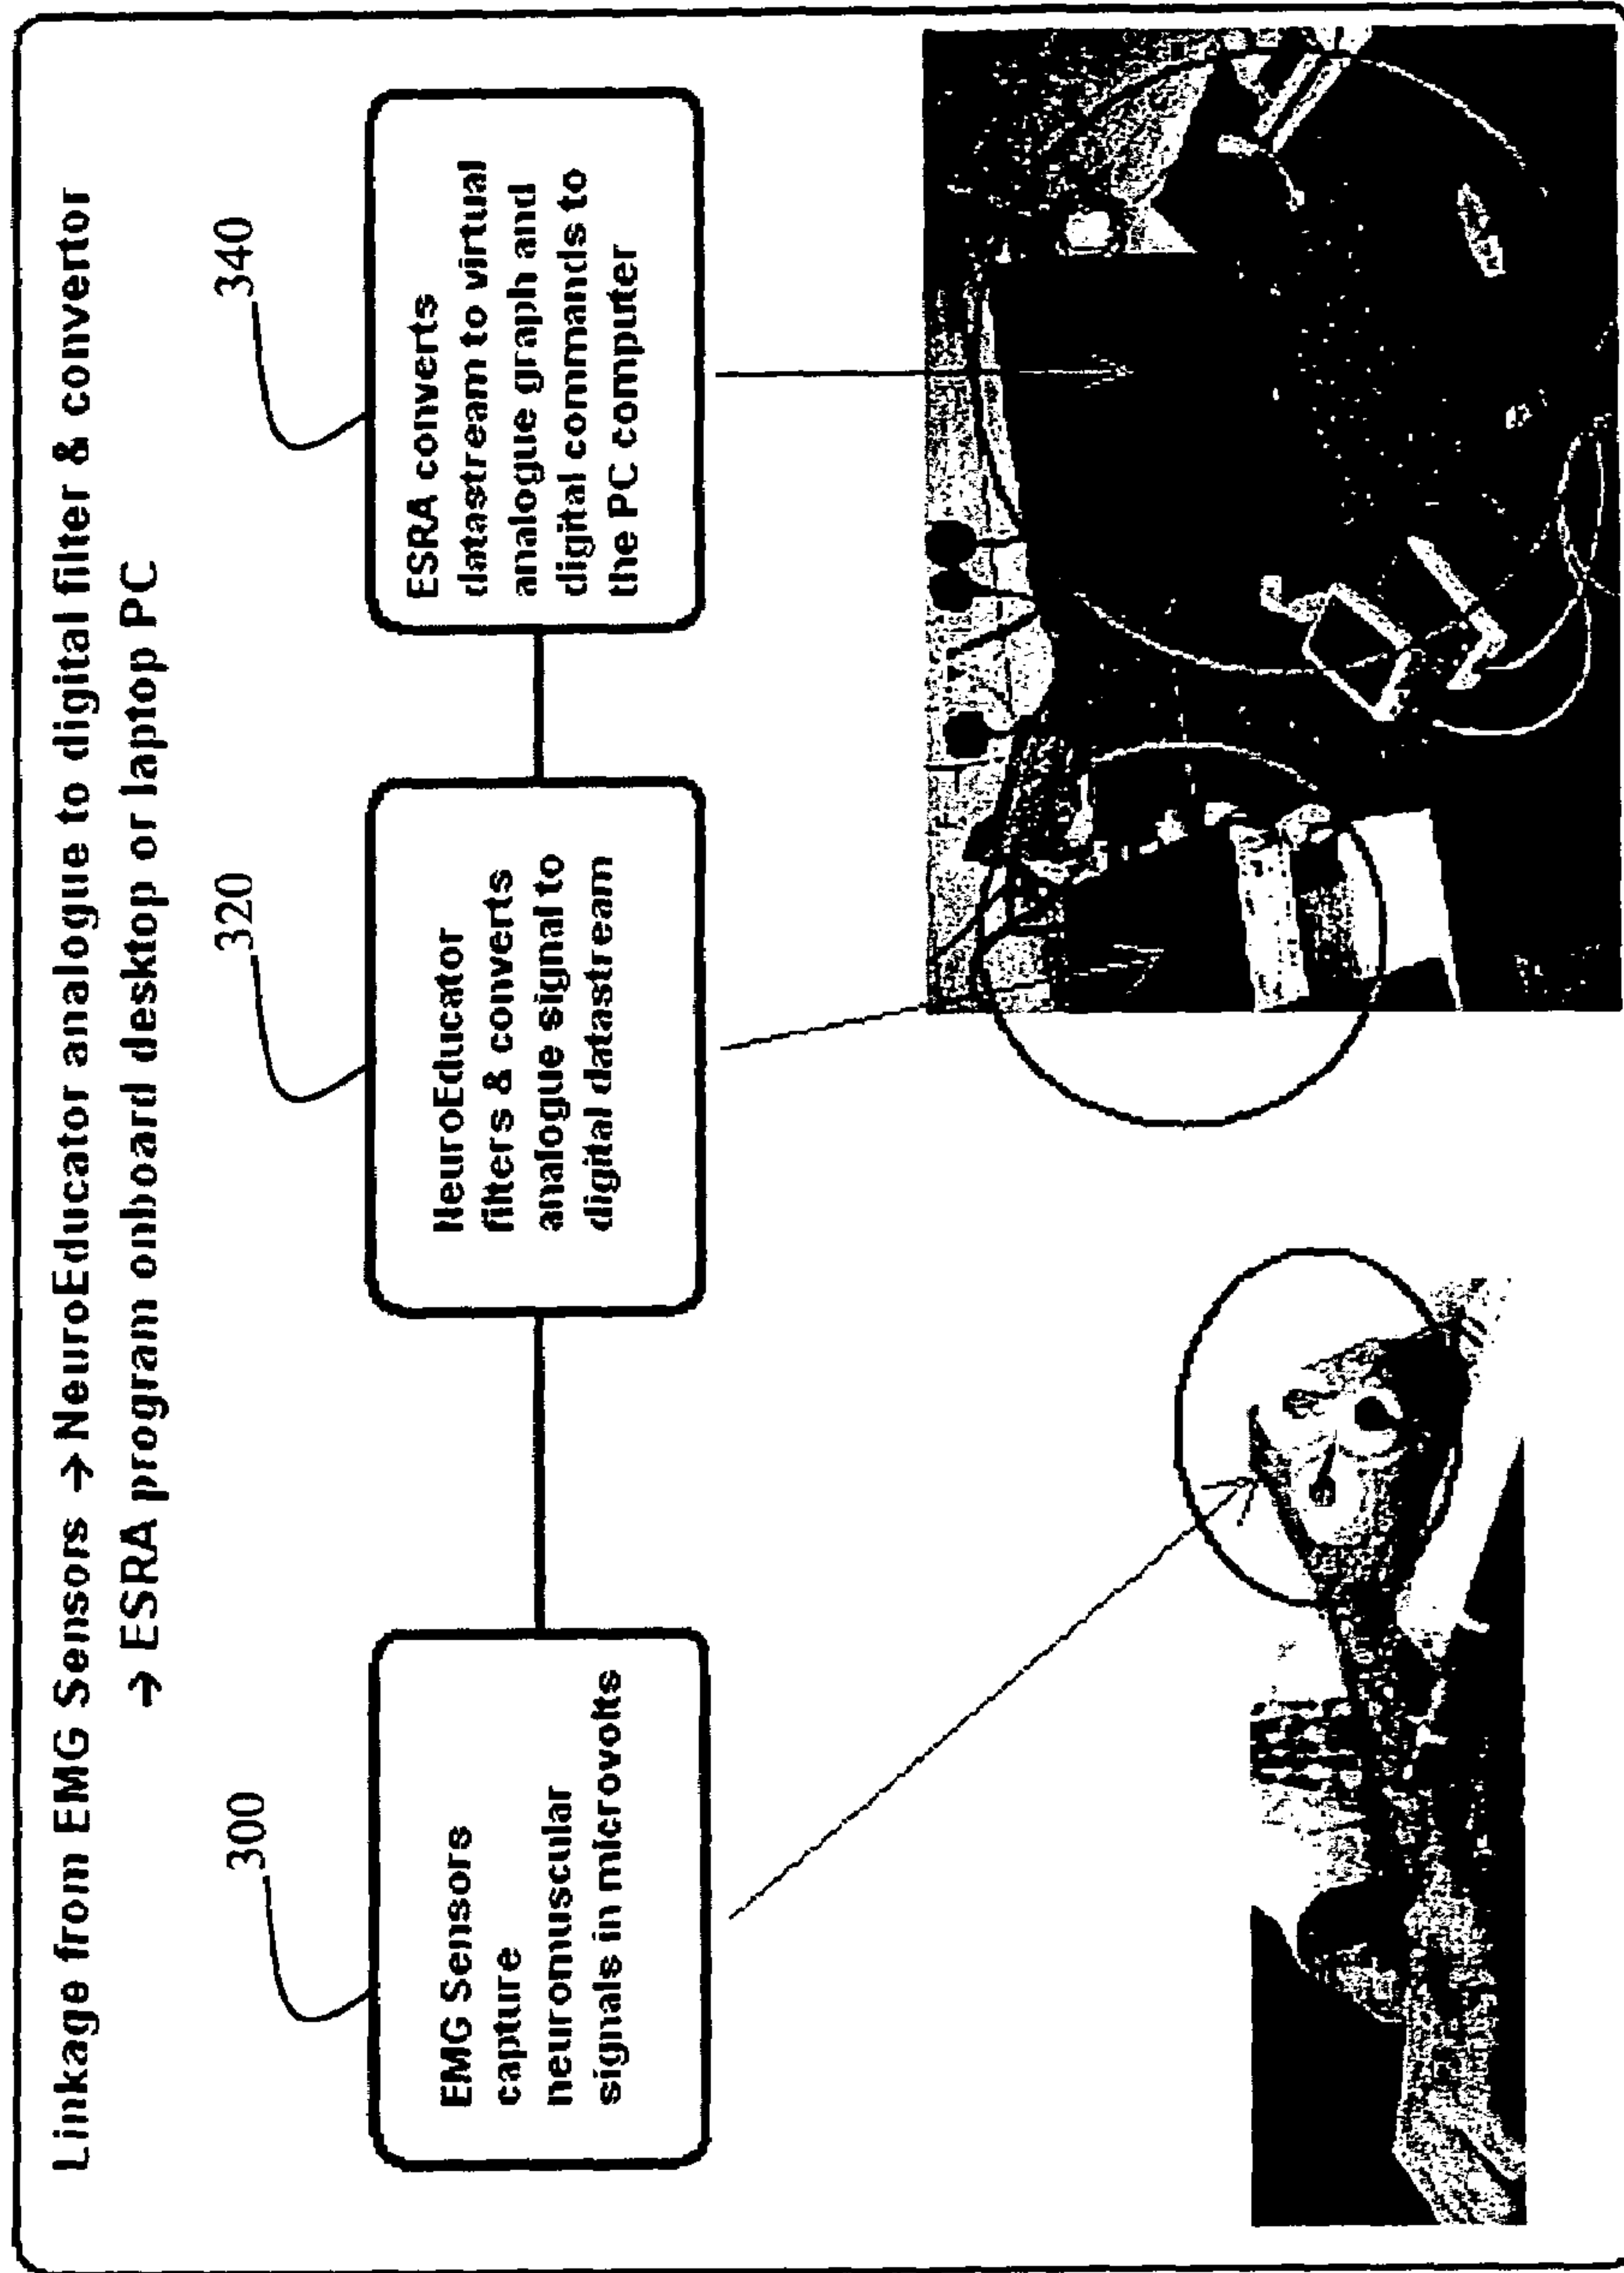 Linkage from EMG Sensors → NeuroEducator analogue to digital filter & convertor
→ ESRA program onboard desktop or laptop PC
300
EMG Sensors
capture
neuromuscular
signals in microvolts
320
NeuroEducator
filters & converts
analogue signal to
digital datastream
340
ESRA converts
datastream to virtual
analogue graph and
digital commands to
the PC computer